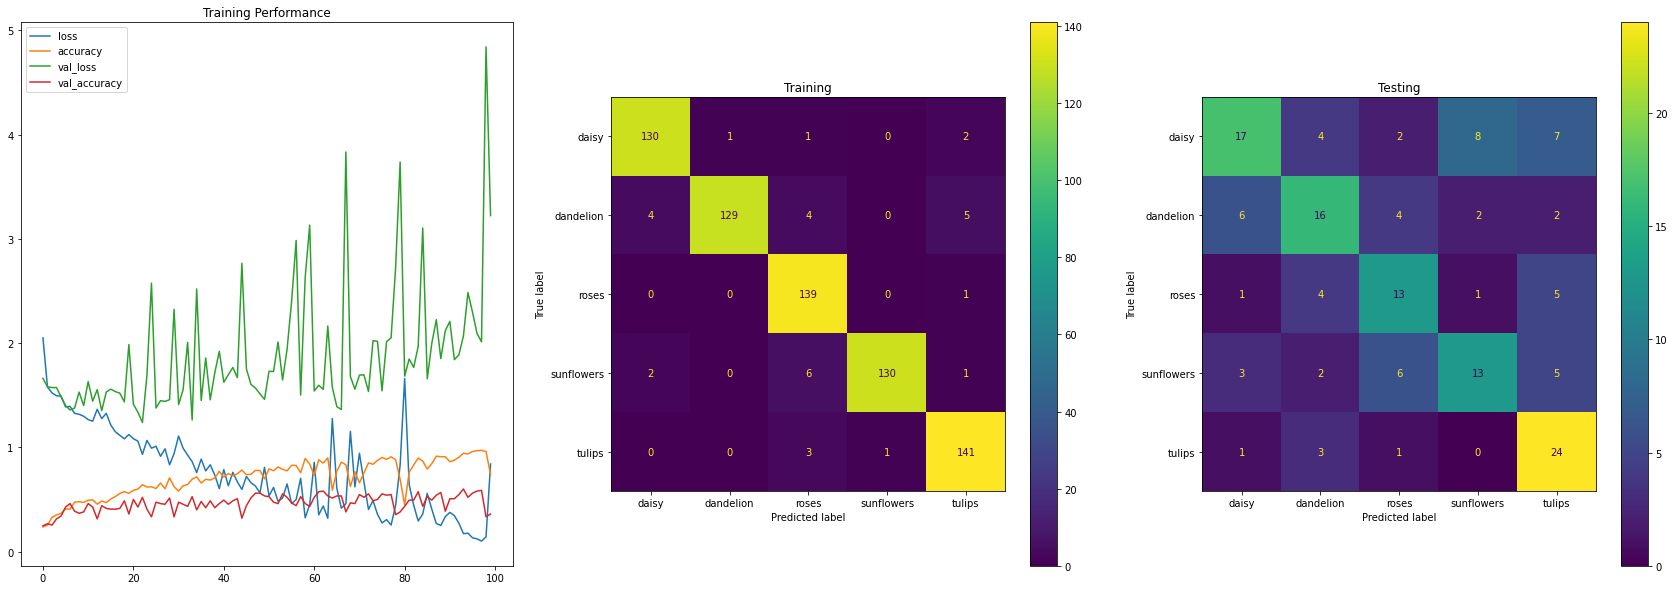 Training Performance
loss
accuracy
val_loss
val_accuracy
5
4
3
2
1
0
0 20 40 60 80 100
Training
True label
daisy 130 1 1 0 2
dandelion 4 129 4 0 5
roses 0 0 139 0 1
sunflowers 2 0 6 130 1
tulips 0 0 3 1 141
daisy dandelion roses sunflowers tulips
Predicted label
140
120
100
80
60
40
20
0
Testing
True label
daisy 17 4 2 8 7
dandelion 6 16 4 2 2
roses 1 4 13 1 5
sunflowers 3 2 6 13 5
tulips 1 3 1 0 24
daisy dandelion roses sunflowers tulips
Predicted label
20
15
10
5
0